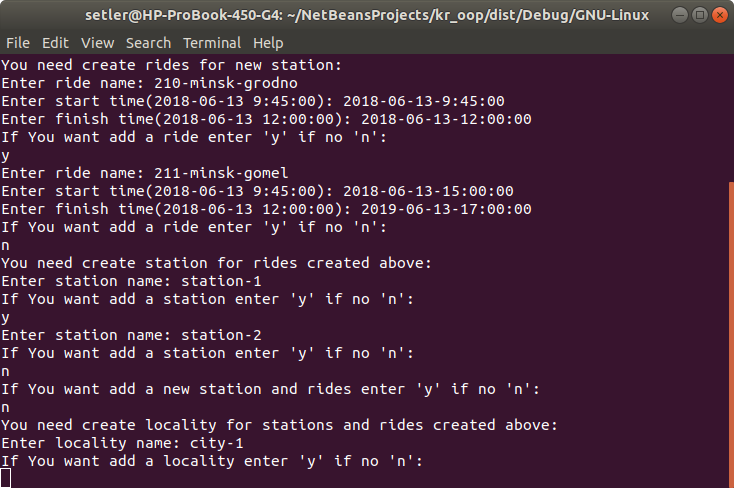 setler@HP-ProBook-450-G4: ~/NetBeansProjects/kr_oop/dist/Debug/GNU-Linux
File Edit View Search Terminal Help
You need create rides for new station:
Enter ride name: 210-minsk-grodno
Enter start time(2018-06-13 9:45:00): 2018-06-13-9:45:00
Enter finish time(2018-06-13 12:00:00): 2018-06-13-12:00:00
If You want add a ride enter 'y' if no 'n':
y
Enter ride name: 211-minsk-gomel
Enter start time(2018-06-13 9:45:00): 2018-06-13-15:00:00
Enter finish time(2018-06-13 12:00:00): 2019-06-13-17:00:00
If You want add a ride enter 'y' if no 'n':
n
You need create station for rides created above:
Enter station name: station-1
If You want add a station enter 'y' if no 'n':
y
Enter station name: station-2
If You want add a station enter 'y' if no 'n':
n
If You want add a new station and rides enter 'y' if no 'n':
n
You need create locality for stations and rides created above:
Enter locality name: city-1
If You want add a locality enter 'y' if no 'n':